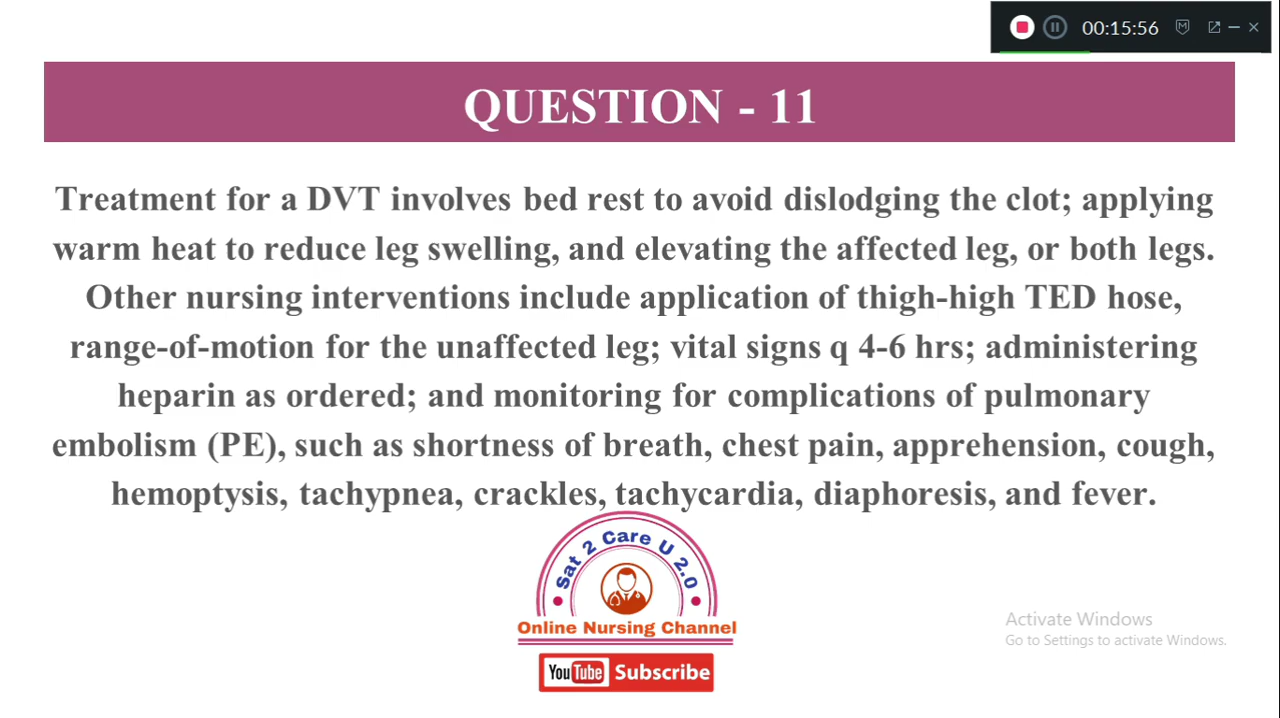 00:15:56
QUESTION - 11
Treatment for a DVT involves bed rest to avoid dislodging the clot; applying
warm heat to reduce leg swelling, and elevating the affected leg, or both legs.
Other nursing interventions include application of thigh-high TED hose,
range-of-motion for the unaffected leg; vital signs q 4-6 hrs; administering
heparin as ordered; and monitoring for complications of pulmonary
embolism (PE), such as shortness of breath, chest pain, apprehension, cough,
hemoptysis, tachypnea, crackles, tachycardia, diaphoresis, and fever.
Sat 2 Care U 2.0
Online Nursing Channel
YouTube Subscribe
Activate Windows
Go to Settings to activate Windows.